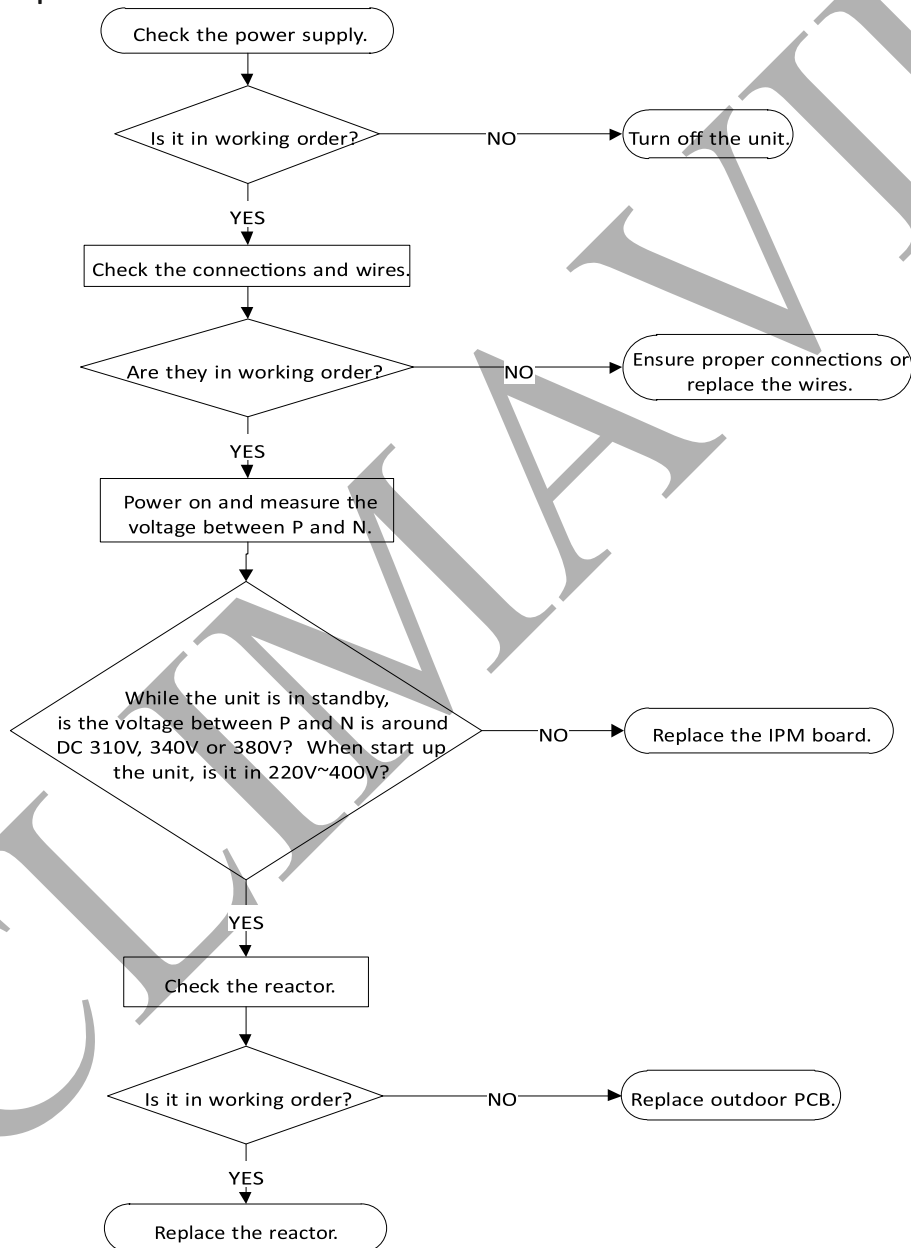 Check the power supply.
Is it in working order?
NO
Turn off the unit.
YES
Check the connections and wires.
Are they in working order?
NO
Ensure proper connections or
replace the wires.
YES
Power on and measure the
voltage between P and N.
While the unit is in standby,
is the voltage between P and N is around
DC 310V, 340V or 380V?  When start up
the unit, is it in 220V~400V?
NO
Replace the IPM board.
YES
Check the reactor.
Is it in working order?
NO
Replace outdoor PCB.
YES
Replace the reactor.
CLIMA VI